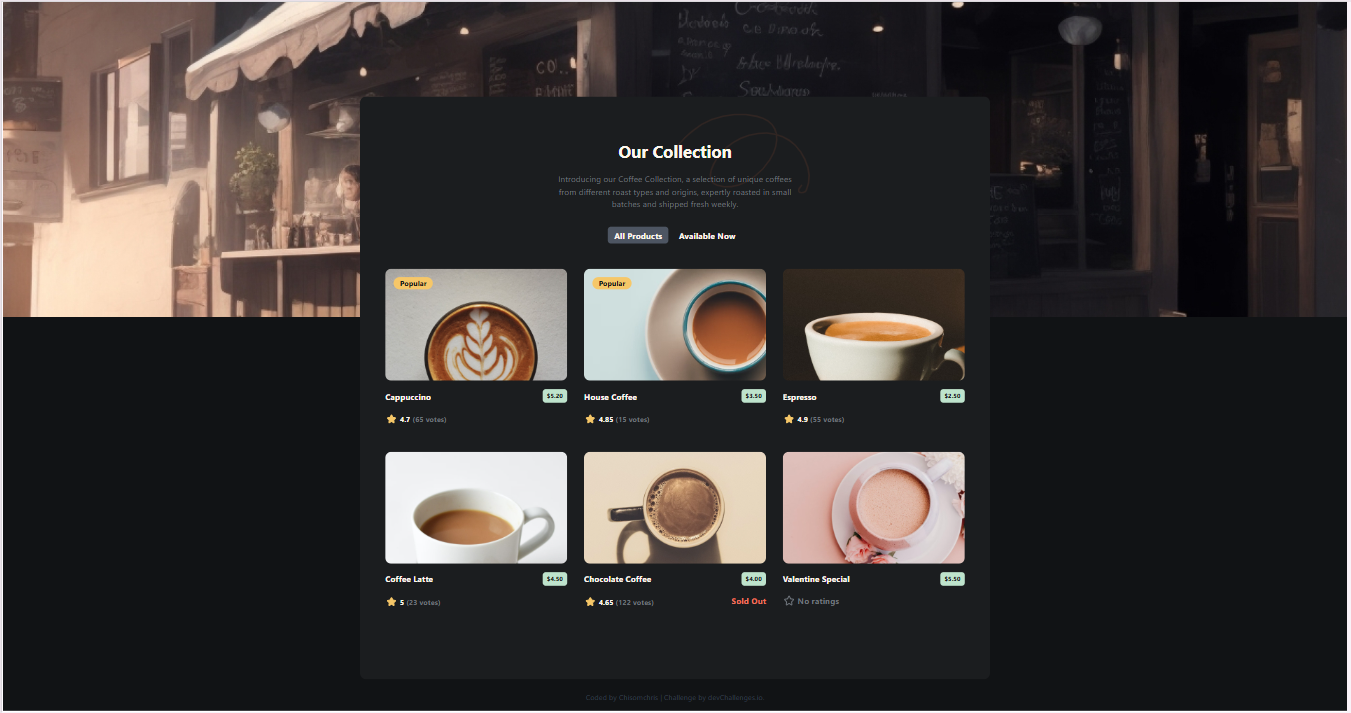 CO
Our Collection
Introducing our Coffee Collection, a selection of unique coffees
from different roast types and origins, expertly roasted in small
batches and shipped fresh weekly.
All Products Available Now
Popular
Popular
Cappuccino $5.20
House Coffee $3.50
Espresso $2.50
4.7 (65 votes)
4.85 (15 votes)
4.9 (55 votes)
Coffee Latte $4.50
Chocolate Coffee $4.00
Valentine Special $5.50
5 (23 votes)
4.65 (122 votes) Sold Out
No ratings
Coded by Chisomchris | Challenge by devChallenges.io.